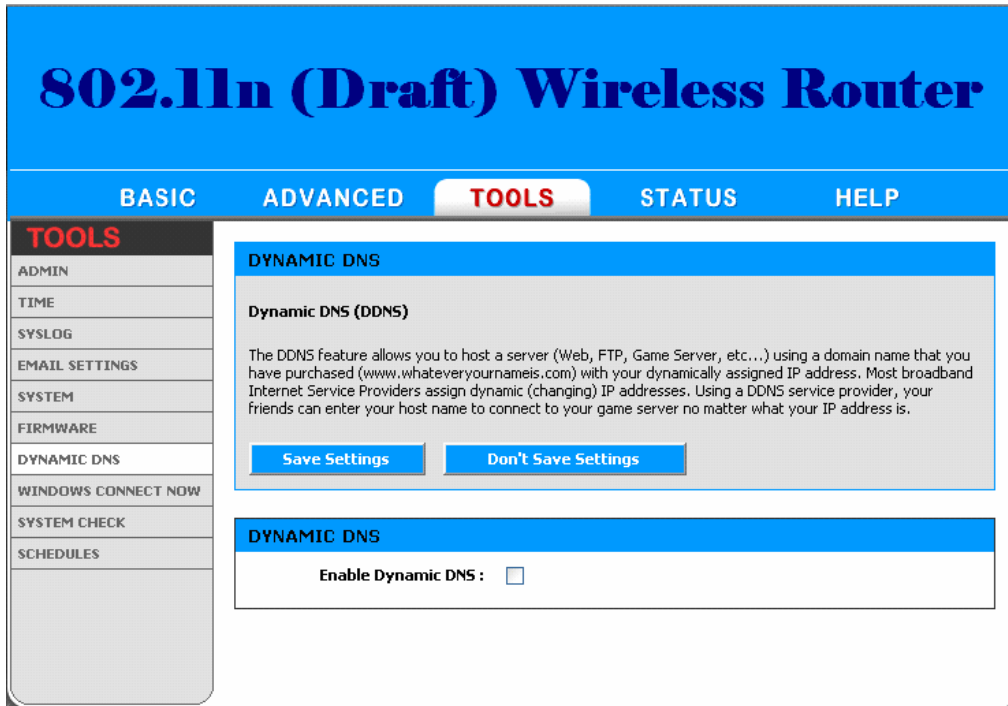 802.11n (Draft) Wireless Router
BASIC ADVANCED TOOLS STATUS HELP
TOOLS
ADMIN
TIME
SYSLOG
EMAIL SETTINGS
SYSTEM
FIRMWARE
DYNAMIC DNS
WINDOWS CONNECT NOW
SYSTEM CHECK
SCHEDULES
DYNAMIC DNS
Dynamic DNS (DDNS)
The DDNS feature allows you to host a server (Web, FTP, Game Server, etc...) using a domain name that you
have purchased (www.whateveryournameis.com) with your dynamically assigned IP address. Most broadband
Internet Service Providers assign dynamic (changing) IP addresses. Using a DDNS service provider, your
friends can enter your host name to connect to your game server no matter what your IP address is.
Save Settings Don't Save Settings
DYNAMIC DNS
Enable Dynamic DNS :